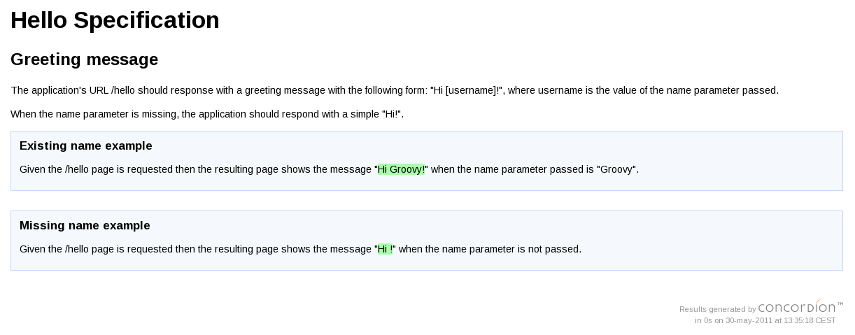 Hello Specification
Greeting message
The application's URL /hello should response with a greeting message with the following form: "Hi [username]!", where username is the value of the name parameter passed.
When the name parameter is missing, the application should respond with a simple "Hi!".
Existing name example
Given the /hello page is requested then the resulting page shows the message "Hi Groovy!" when the name parameter passed is "Groovy".
Missing name example
Given the /hello page is requested then the resulting page shows the message "Hi !" when the name parameter is not passed.
Results generated by concordion™
in 0s on 30-may-2011 at 13:35:18 CEST